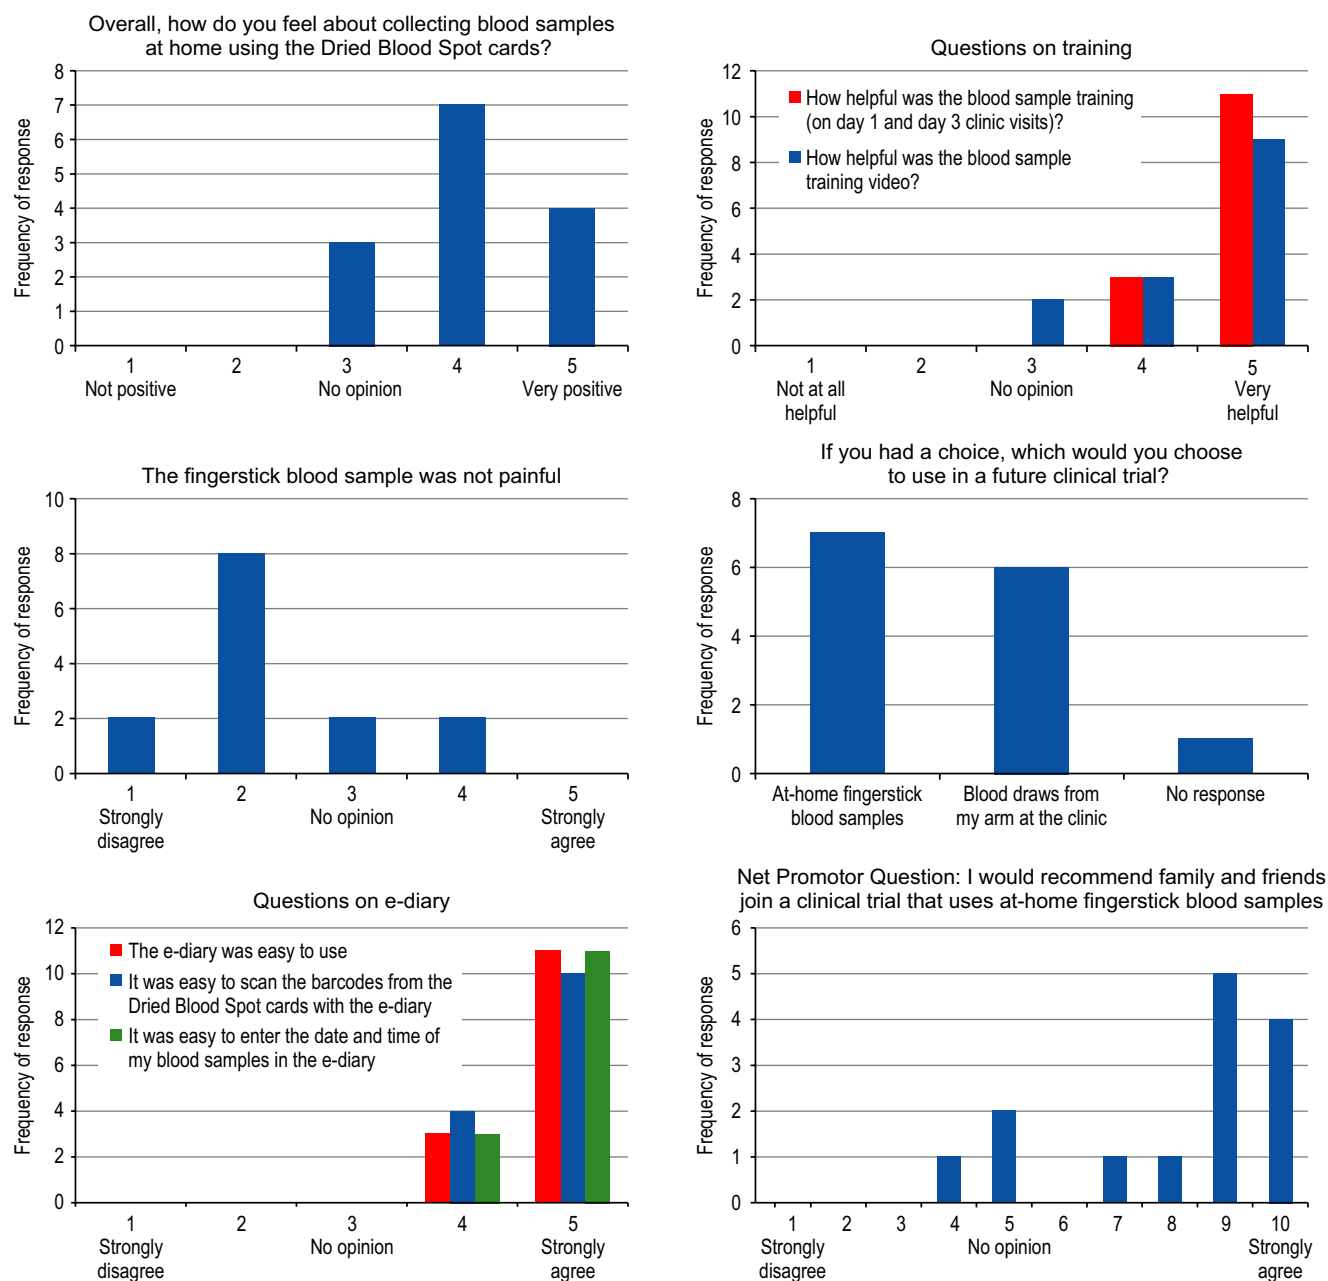 Overall, how do you feel about collecting blood samples
at home using the Dried Blood Spot cards?
Frequency of response
8
7
6
5
4
3
2
1
0
1
2
3
4
5
Not positive
No opinion
Very positive
Questions on training
Frequency of response
12
10
8
6
4
2
0
How helpful was the blood sample training
(on day 1 and day 3 clinic visits)?
How helpful was the blood sample
training video?
1
2
3
4
5
Not at all
helpful
No opinion
Very
helpful
The fingerstick blood sample was not painful
Frequency of response
10
8
6
4
2
0
1
2
3
4
5
Strongly
disagree
No opinion
Strongly
agree
If you had a choice, which would you choose
to use in a future clinical trial?
Frequency of response
8
6
4
2
0
At-home fingerstick
blood samples
Blood draws from
my arm at the clinic
No response
Questions on e-diary
Frequency of response
12
10
8
6
4
2
0
The e-diary was easy to use
It was easy to scan the barcodes from the
Dried Blood Spot cards with the e-diary
It was easy to enter the date and time of
my blood samples in the e-diary
1
2
3
4
5
Strongly
disagree
No opinion
Strongly
agree
Net Promotor Question: I would recommend family and friends
join a clinical trial that uses at-home fingerstick blood samples
Frequency of response
6
5
4
3
2
1
0
1
2
3
4
5
6
7
8
9
10
Strongly
disagree
No opinion
Strongly
agree